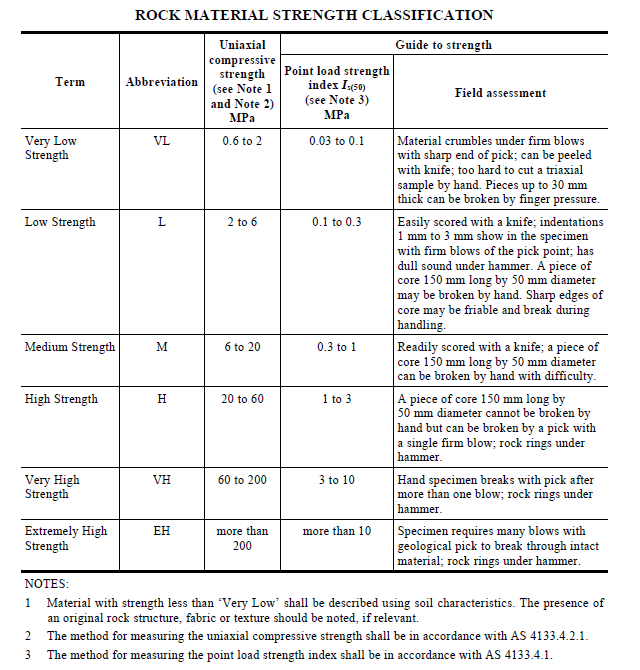 ROCK MATERIAL STRENGTH CLASSIFICATION
Term
Abbreviation
Uniaxial
compressive
strength
(see Note 1
and Note 2)
MPa
Guide to strength
Point load strength
index Is(50)
(see Note 3)
MPa
Field assessment
Very Low
Strength
VL
0.6 to 2
0.03 to 0.1
Material crumbles under firm blows
with sharp end of pick; can be peeled
with knife; too hard to cut a triaxial
sample by hand. Pieces up to 30 mm
thick can be broken by finger pressure.
Low Strength
L
2 to 6
0.1 to 0.3
Easily scored with a knife; indentations
1 mm to 3 mm show in the specimen
with firm blows of the pick point; has
dull sound under hammer. A piece of
core 150 mm long by 50 mm diameter
may be broken by hand. Sharp edges of
core may be friable and break during
handling.
Medium Strength
M
6 to 20
0.3 to 1
Readily scored with a knife; a piece of
core 150 mm long by 50 mm diameter
can be broken by hand with difficulty.
High Strength
H
20 to 60
1 to 3
A piece of core 150 mm long by
50 mm diameter cannot be broken by
hand but can be broken by a pick with
a single firm blow; rock rings under
hammer.
Very High
Strength
VH
60 to 200
3 to 10
Hand specimen breaks with pick after
more than one blow; rock rings under
hammer.
Extremely High
Strength
EH
more than
200
more than 10
Specimen requires many blows with
geological pick to break through intact
material; rock rings under hammer.
NOTES:
1 Material with strength less than ‘Very Low’ shall be described using soil characteristics. The presence of
an original rock structure, fabric or texture should be noted, if relevant.
2 The method for measuring the uniaxial compressive strength shall be in accordance with AS 4133.4.2.1.
3 The method for measuring the point load strength index shall be in accordance with AS 4133.4.1.